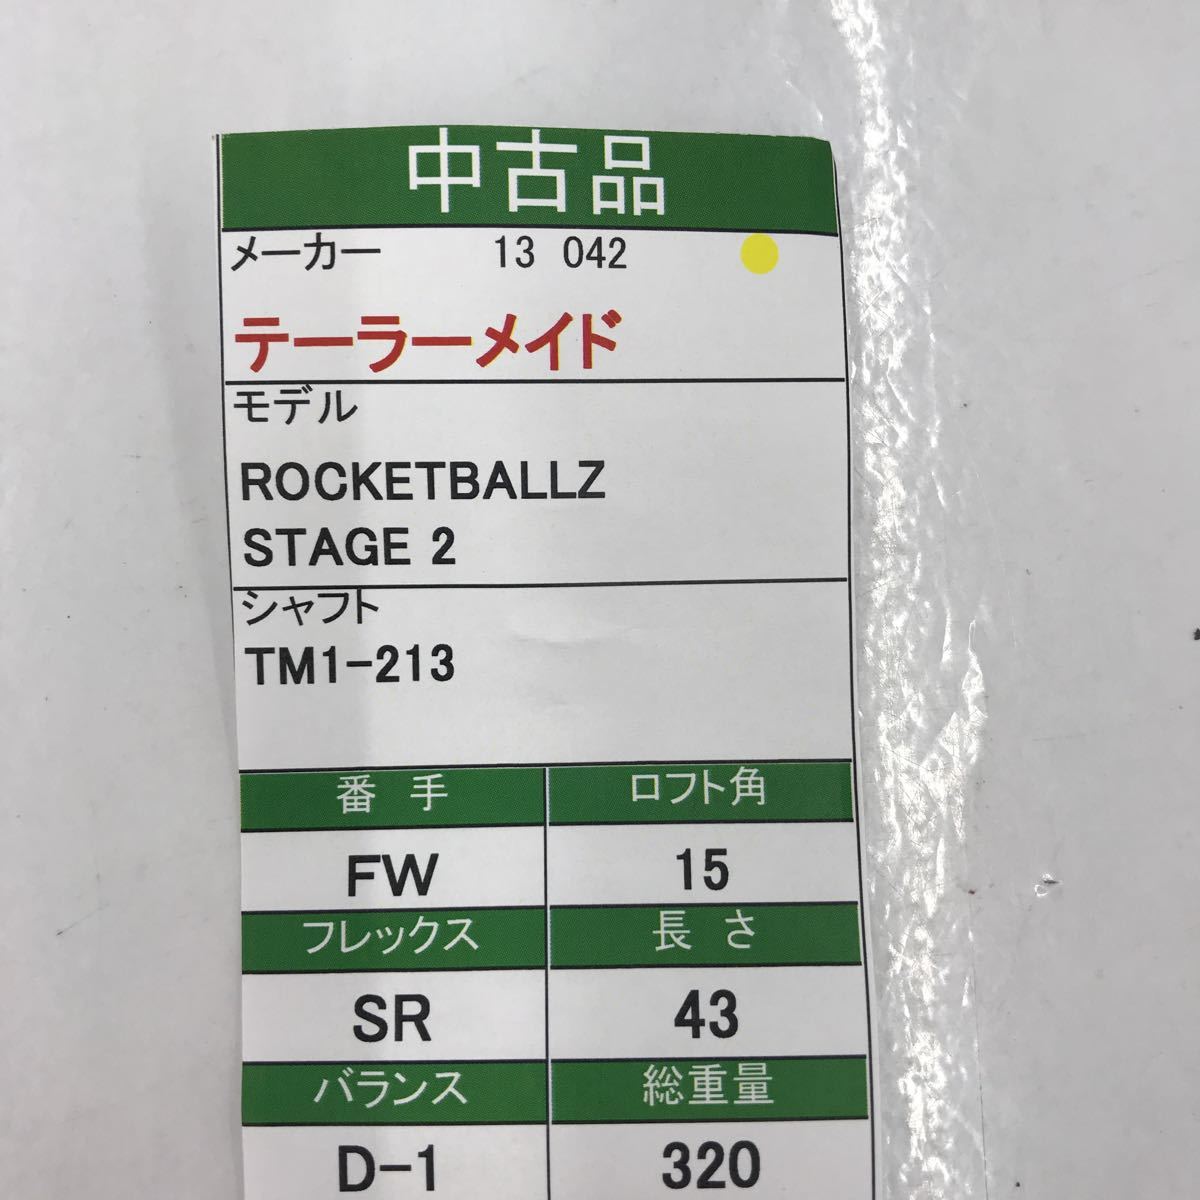 中古品
メーカー 13 042
テーラーメイド
モデル
ROCKETBALLZ
STAGE 2
シャフト
TM1-213
番 手 ロフト角
FW 15
フレックス 長 さ
SR 43
バランス 総重量
D-1 320